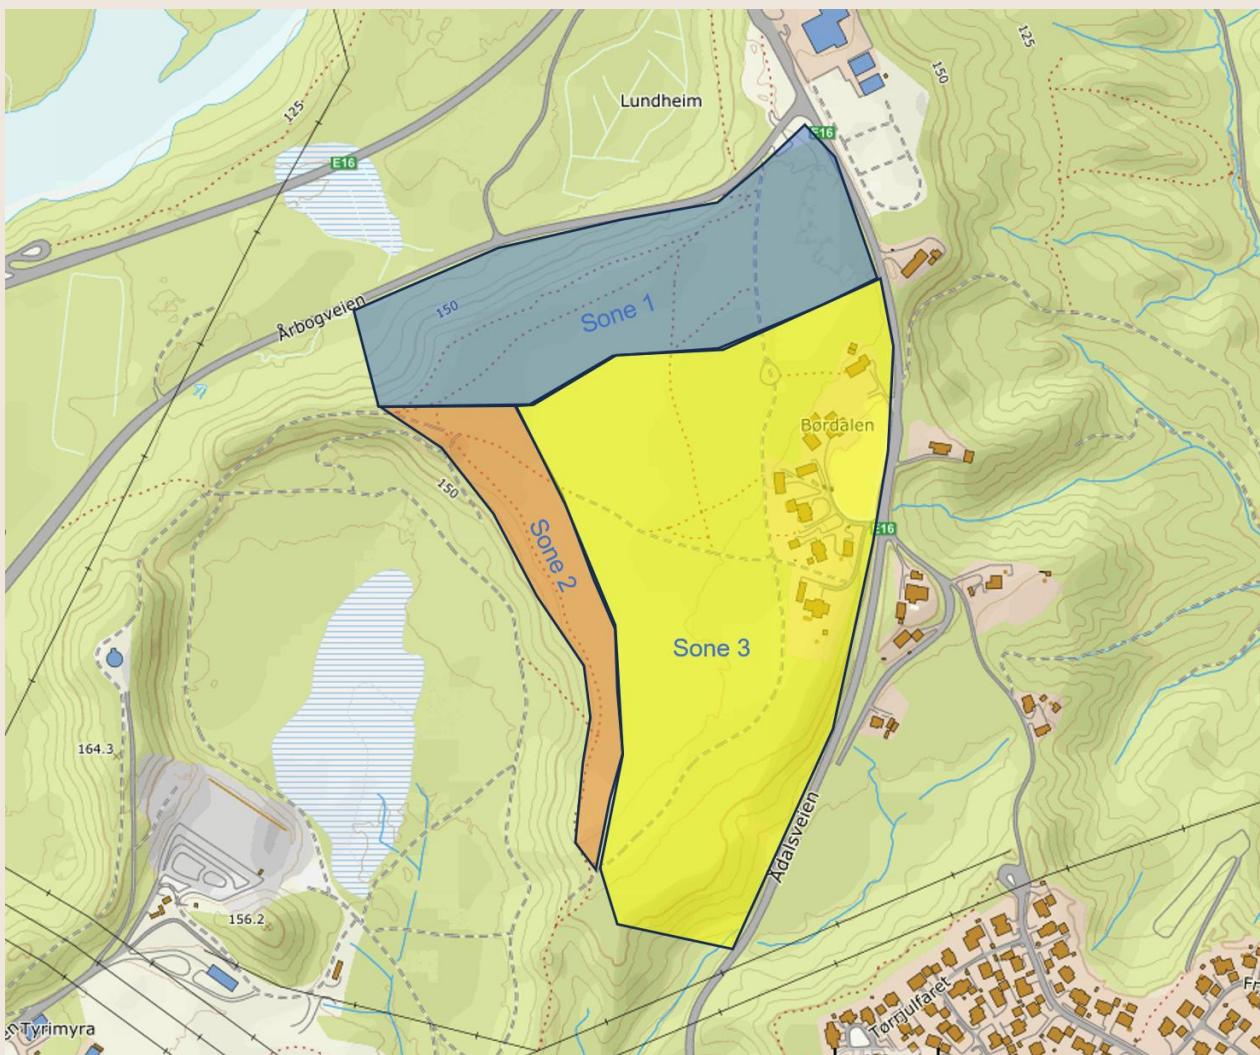 125
125
150
Lundheim
E16
E16
Årbogveien
150
Sone 1
Børdalen
150
Sone 2
E16
Sone 3
164.3
Ådalsveien
156.2
Tørrjulfaret
Fr
Tyrimyra